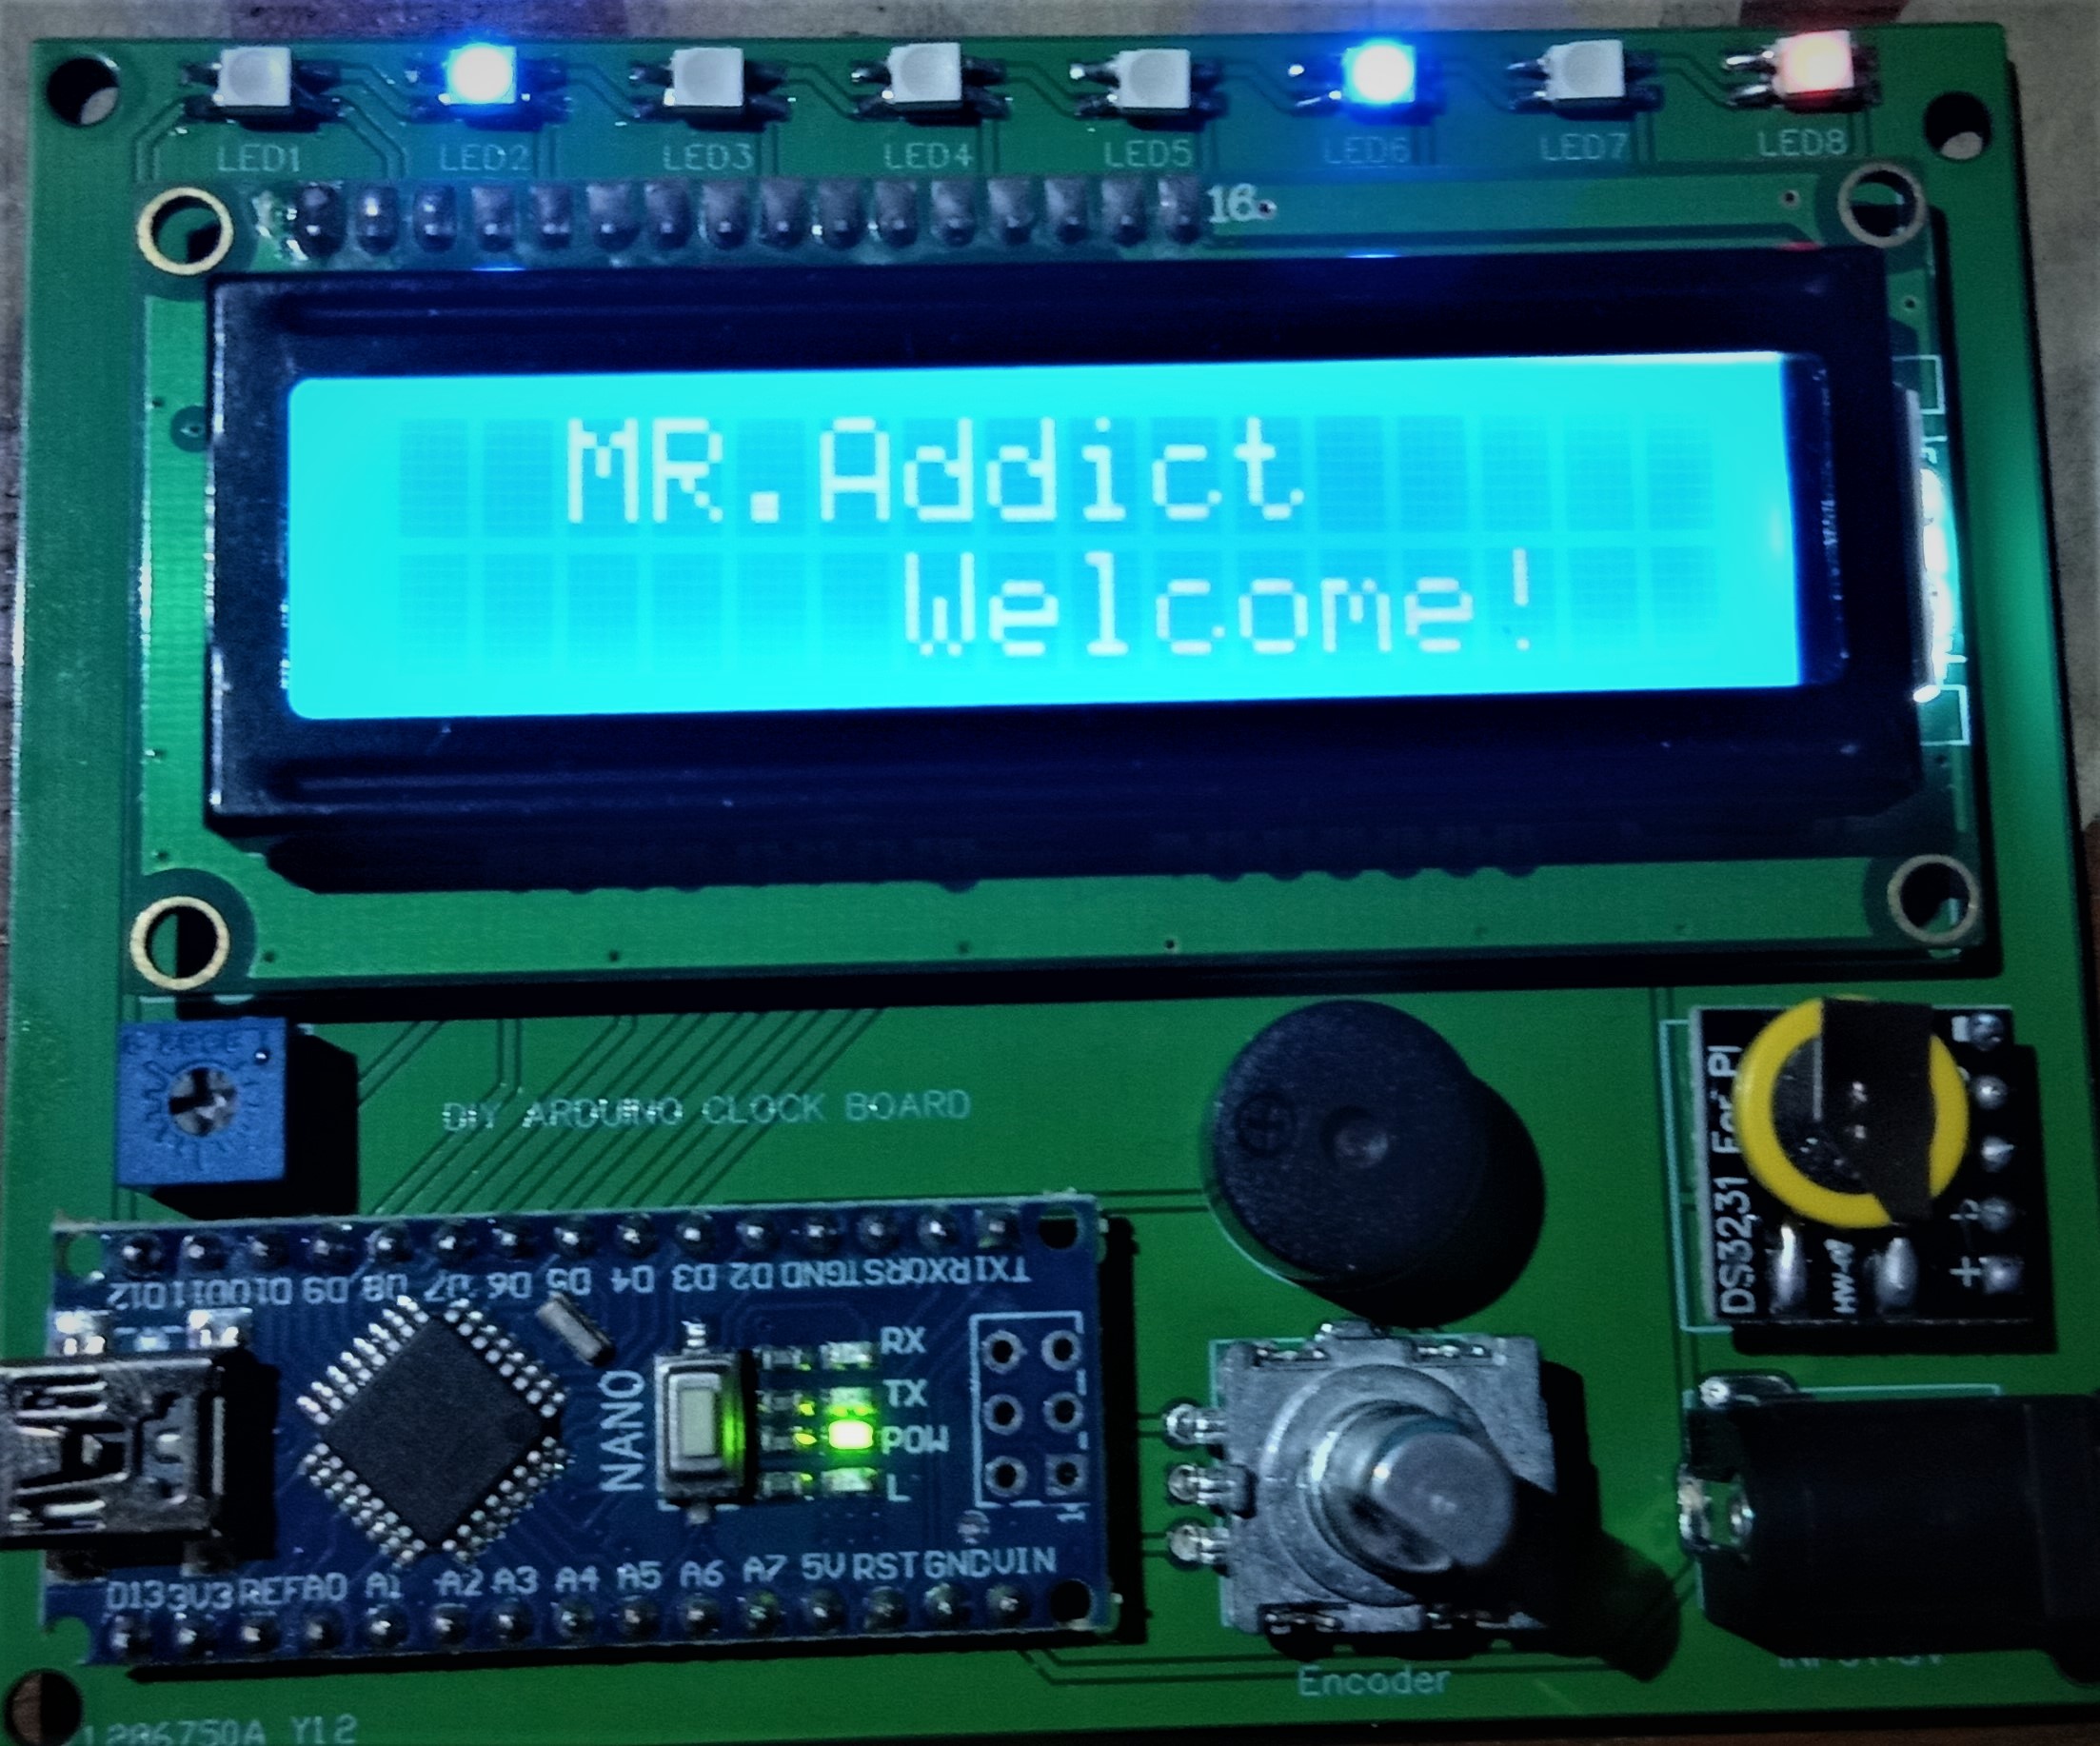 LED1 LED2 LED3 LED4 LED5 LED6 LED7 LED8
16
MR.Addict
Welcome!
DIY ARDUINO CLOCK BOARD
DS3231 For PI
+
D12 D11 D10 D9 D8 D7 D6 D5 D4 D3 D2 GND RST RX0 TX1
RX
TX
POW
L
NANO
1
D13 3V3 REF A0 A1 A2 A3 A4 A5 A6 A7 5V RST GND VIN
Encoder